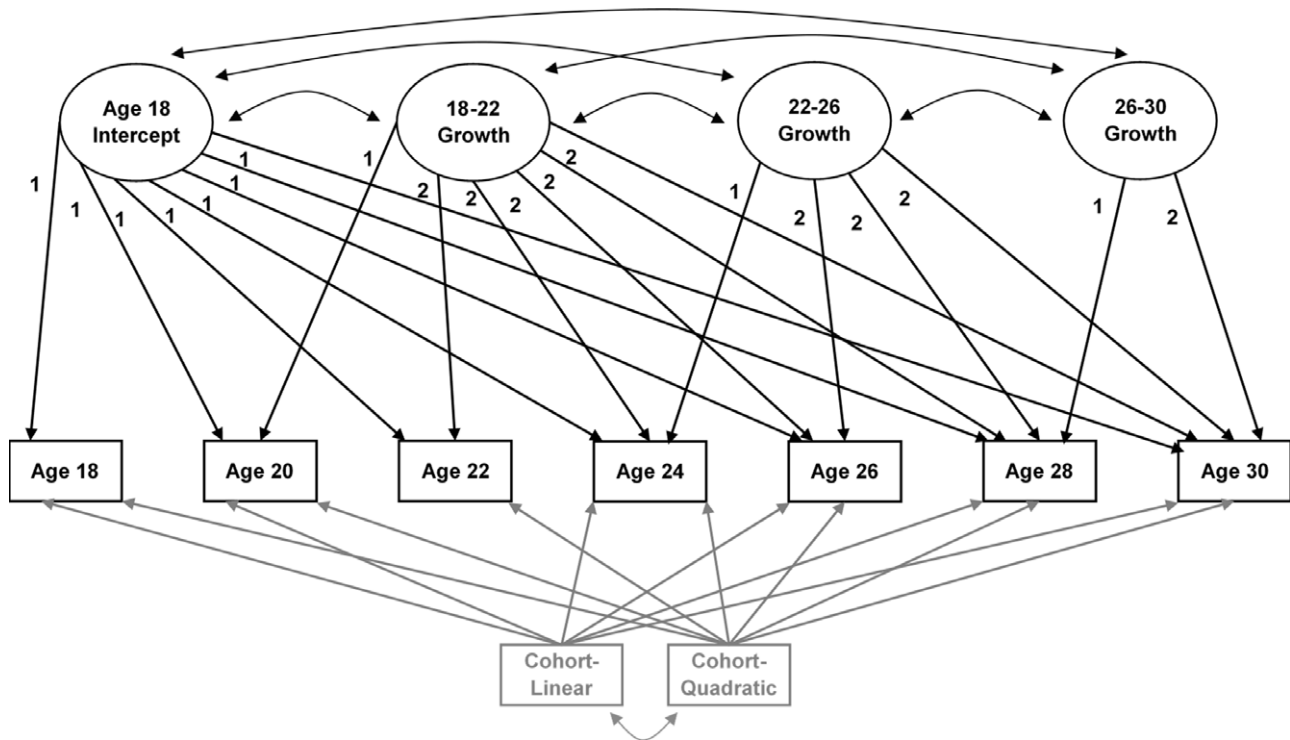 Age 18
Intercept
18-22
Growth
22-26
Growth
26-30
Growth
1
1
1
1
1
1
1
1
2
2
2
2
2
1
2
2
2
1
2
Age 18
Age 20
Age 22
Age 24
Age 26
Age 28
Age 30
Cohort-
Linear
Cohort-
Quadratic